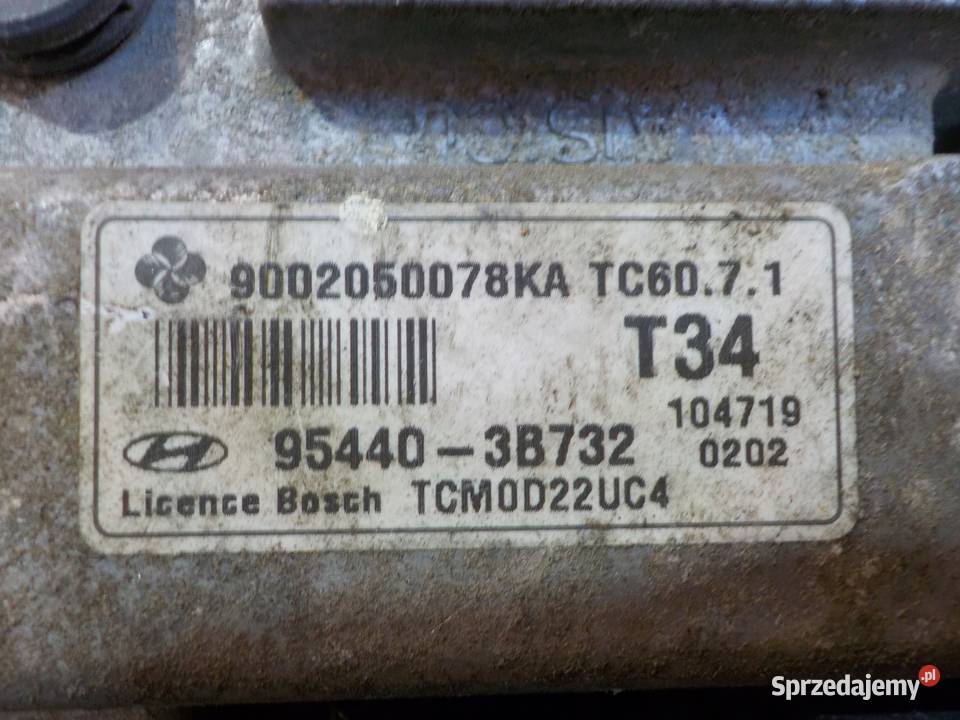 9002050078KA TC60.7.1
T34
104719
95440-3B732
0202
Licence Bosch TCM0D22UC4
Sprzedajemy.pl